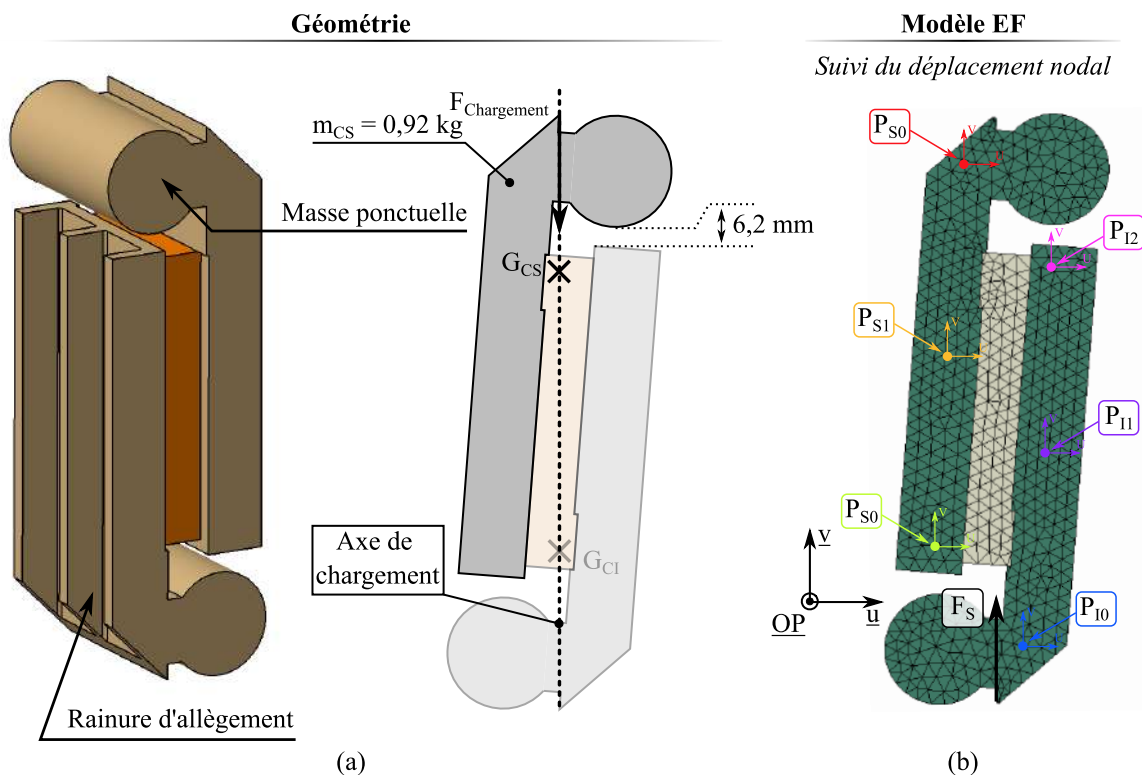 Géométrie
Modèle EF
Suivi du déplacement nodal
F_Chargement
m_CS = 0,92 kg
Masse ponctuelle
6,2 mm
G_CS
Axe de
chargement
G_CI
Rainure d'allègement
(a)
P_S0
v
P_I2
v
P_S1
v
P_I1
P_S0
v
v
OP
u
F_S
P_I0
(b)